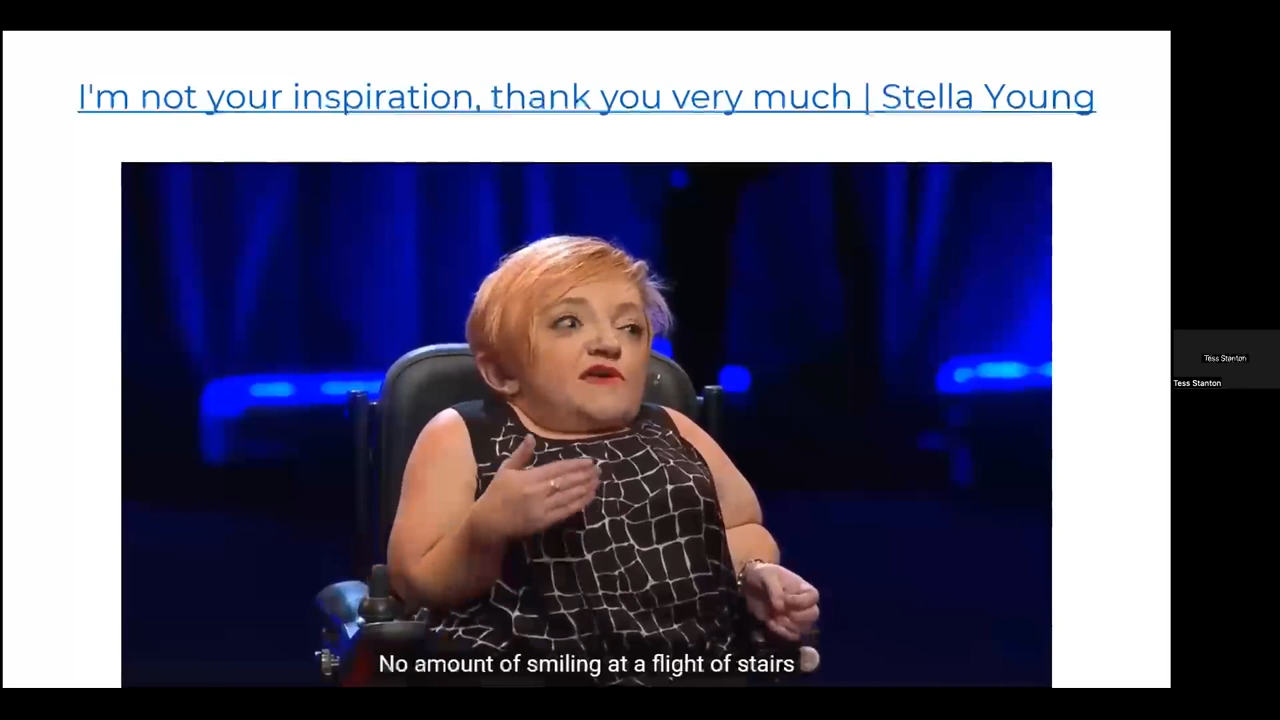 I'm not your inspiration, thank you very much | Stella Young
No amount of smiling at a flight of stairs
Tess Stanton
Tess Stanton